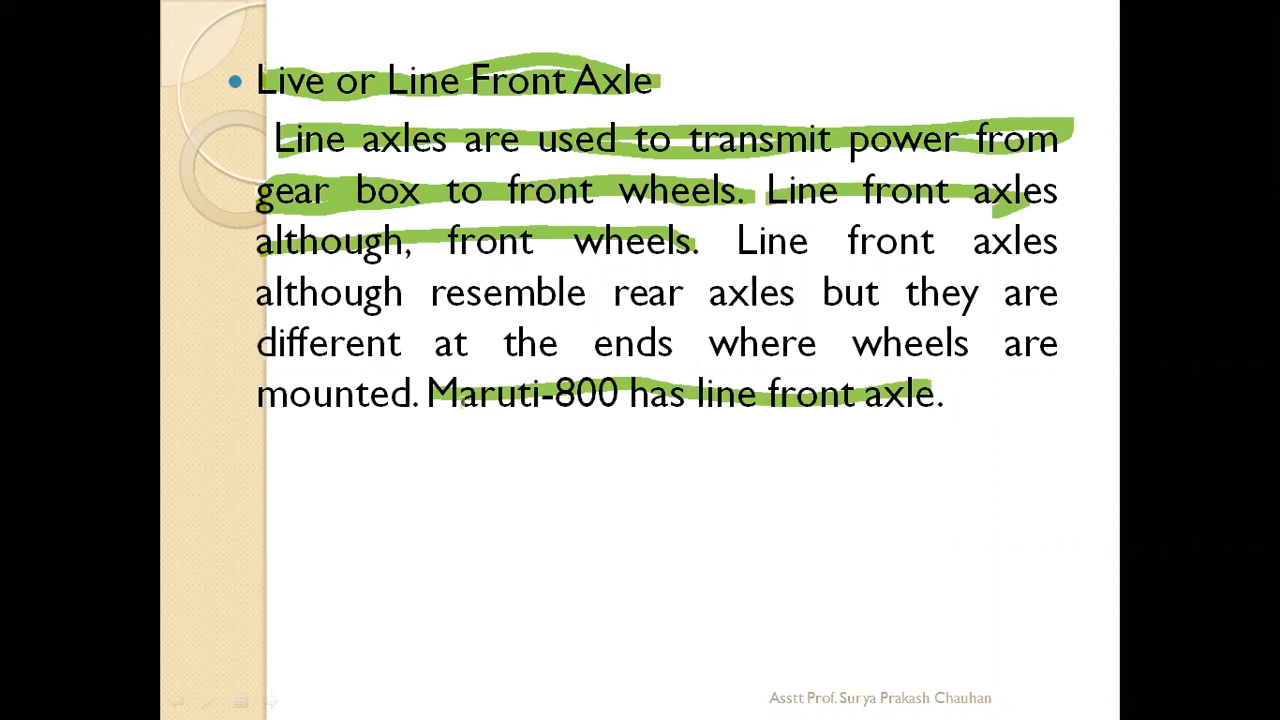 Live or Line Front Axle
Line axles are used to transmit power from
gear box to front wheels. Line front axles
although, front wheels. Line front axles
although resemble rear axles but they are
different at the ends where wheels are
mounted. Maruti-800 has line front axle.
Asstt Prof. Surya Prakash Chauhan